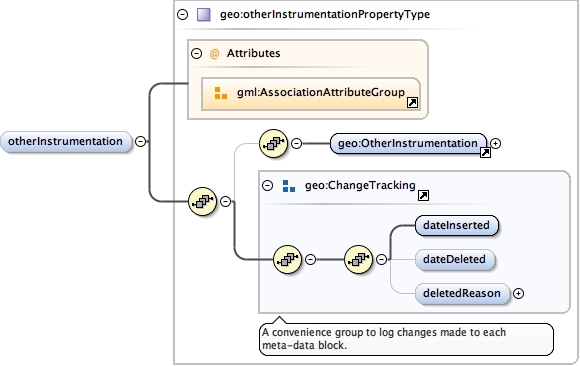 geo:otherInstrumentationPropertyType
@ Attributes
gml:AssociationAttributeGroup
otherInstrumentation
geo:OtherInstrumentation
geo:ChangeTracking
dateInserted
dateDeleted
deletedReason
A convenience group to log changes made to each
meta-data block.